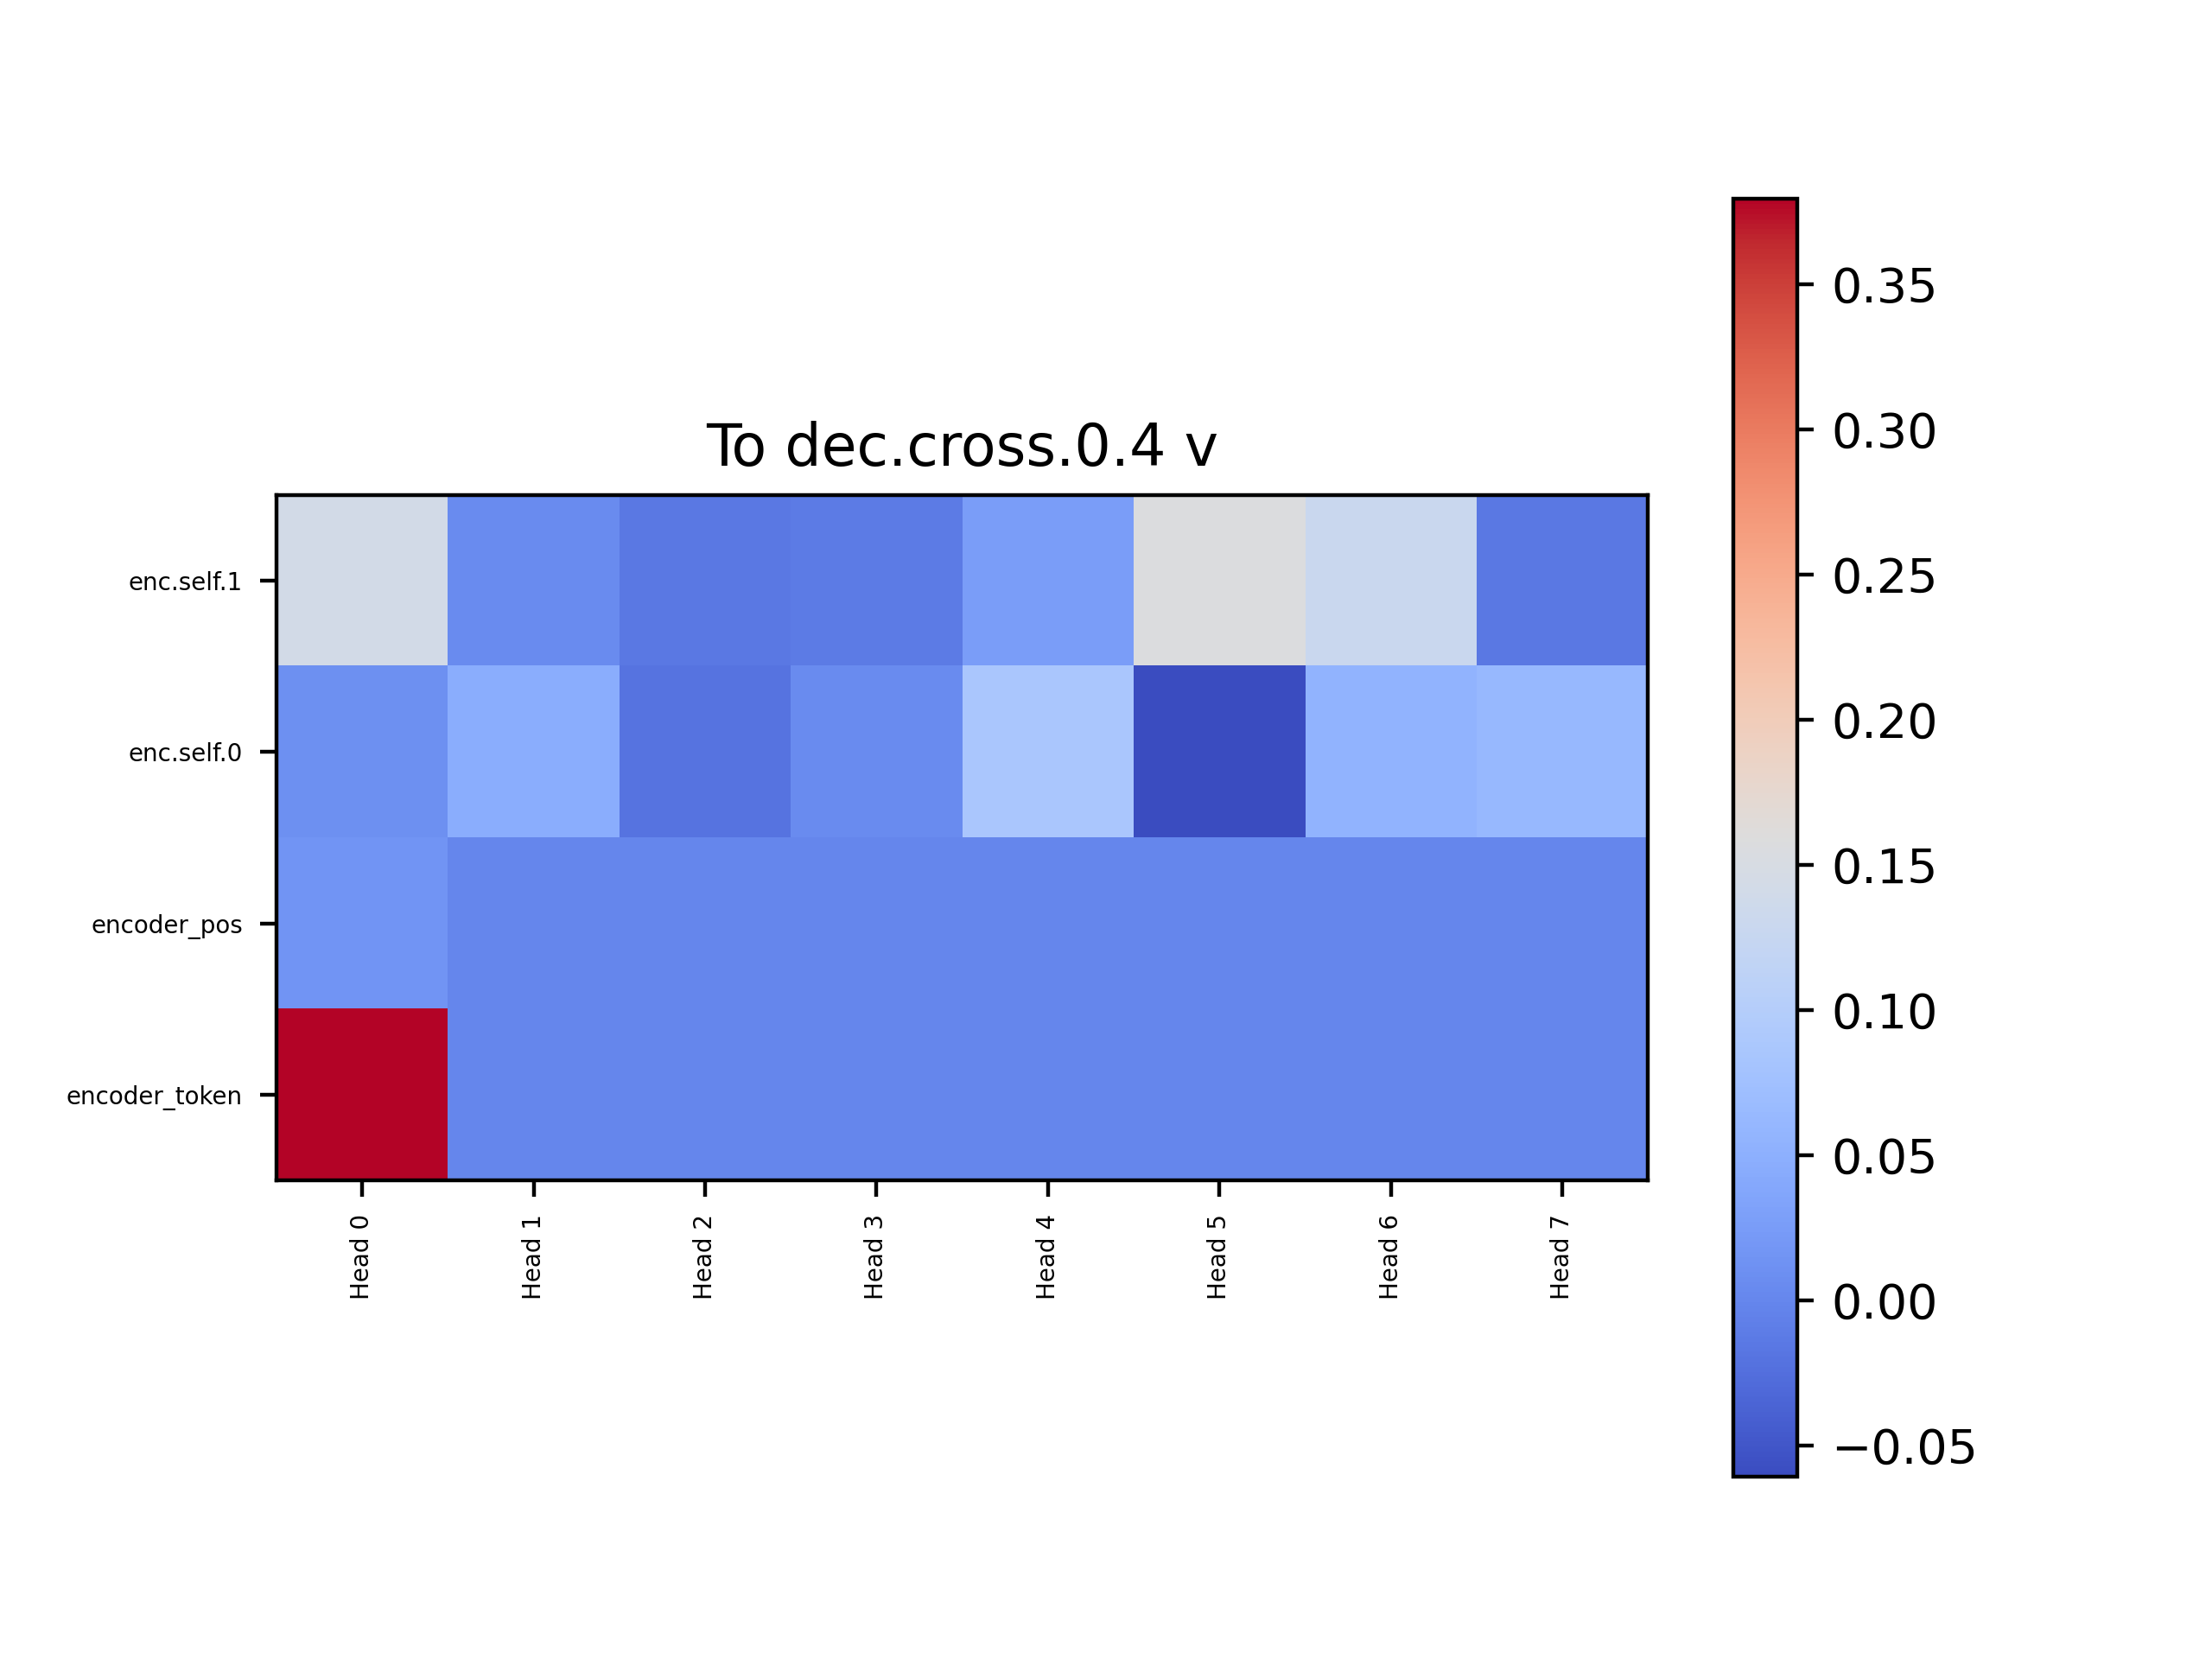 To dec.cross.0.4 v
enc.self.1
enc.self.0
encoder_pos
encoder_token
Head 0
Head 1
Head 2
Head 3
Head 4
Head 5
Head 6
Head 7
0.35
0.30
0.25
0.20
0.15
0.10
0.05
0.00
−0.05